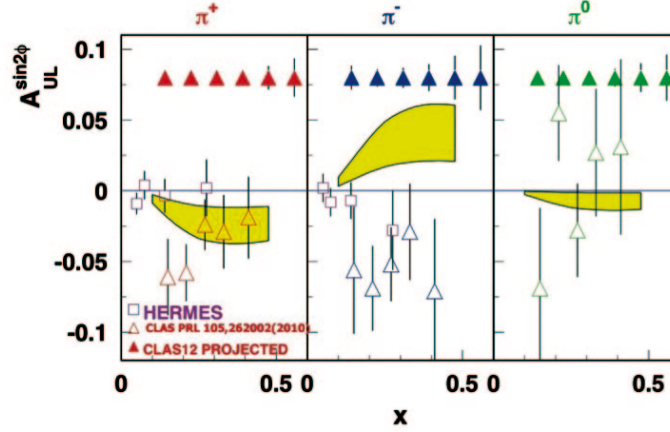 π+ π- π0
A UL sin2φ
0.1
0.05
0
-0.05
-0.1
HERMES
CLAS PRL 105,262002(2010)
CLAS12 PROJECTED
0 0.5 0 0.5 0 0.5
x